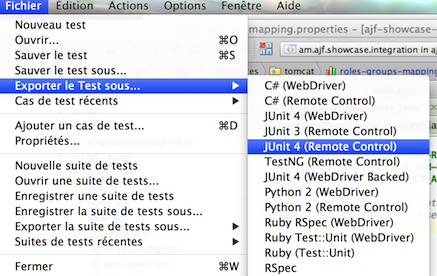 Fichier Édition Actions Options Fenêtre Aide
mapping.properties - [ajf-showcase
am.ajf.showcase.integration in aj
tomcat roles-groups-mapping
Nouveau test
Ouvrir... ⌘O
Sauver le test ⌘S
Sauver le test sous...
Exporter le Test sous...
Cas de test récents
Ajouter un cas de test... ⌘D
Propriétés...
Nouvelle suite de tests
Ouvrir une suite de tests...
Enregistrer une suite de tests
Enregistrer la suite de tests sous...
Exporter la suite de tests sous...
Suites de tests récents
Fermer ⌘W
C# (WebDriver)
C# (Remote Control)
JUnit 4 (WebDriver)
JUnit 3 (Remote Control)
JUnit 4 (Remote Control)
TestNG (Remote Control)
JUnit 4 (WebDriver Backed)
Python 2 (WebDriver)
Python 2 (Remote Control)
Ruby RSpec (WebDriver)
Ruby Test::Unit (WebDriver)
Ruby (Test::Unit)
RSpec